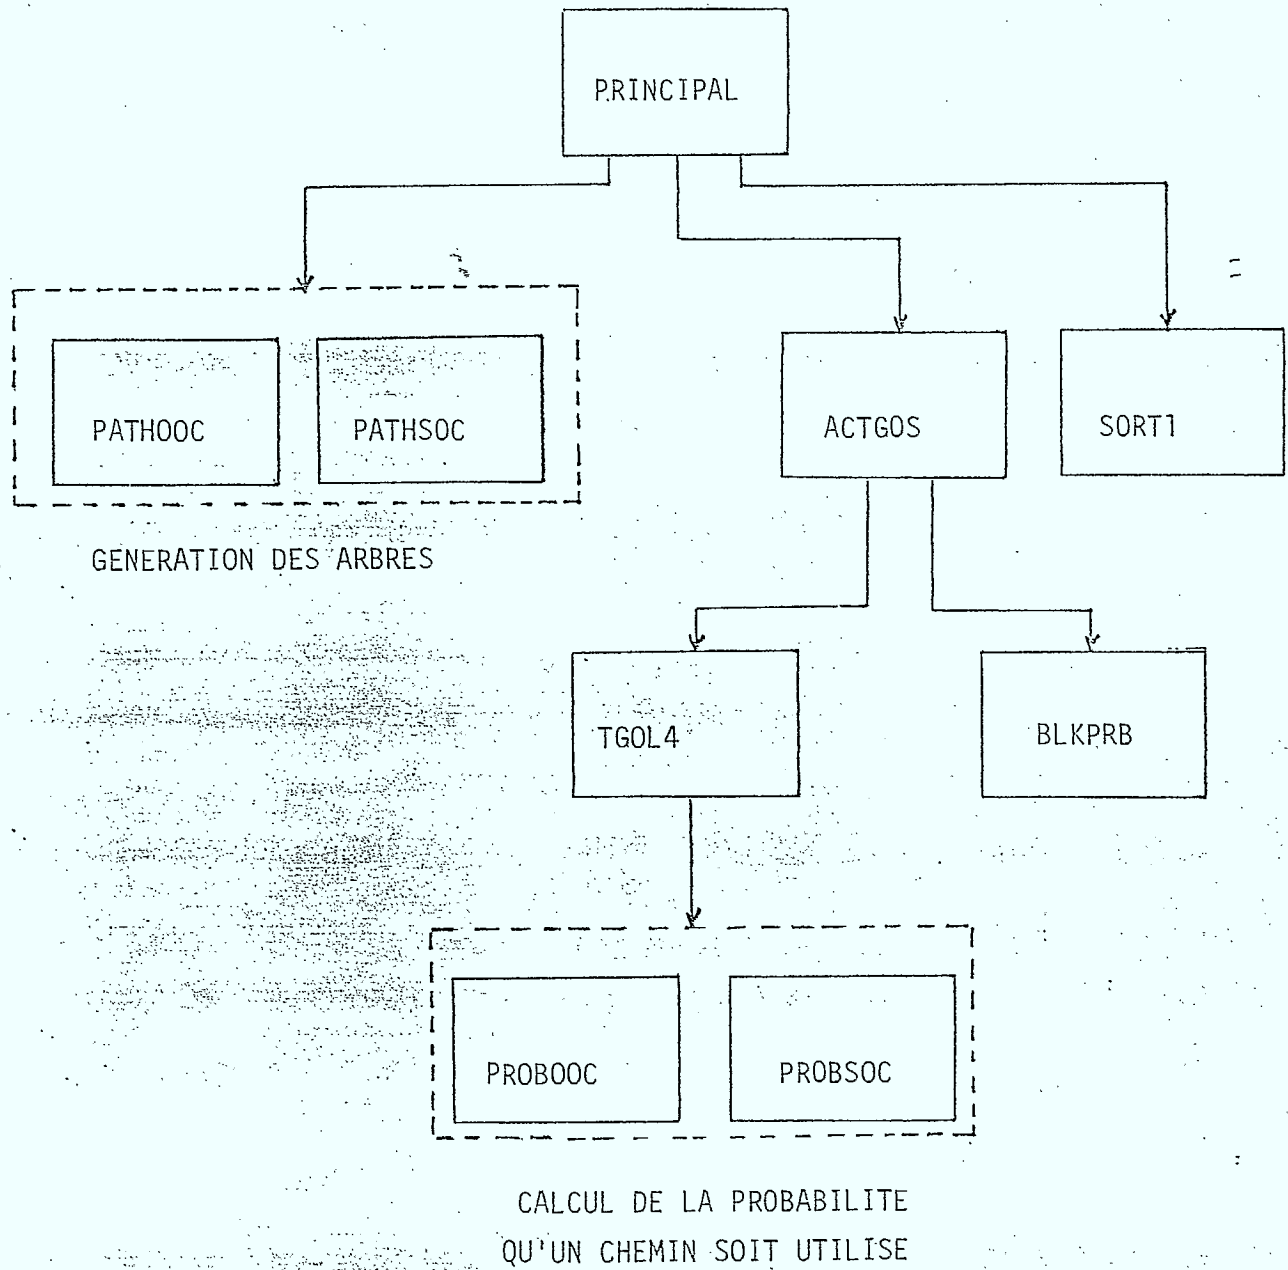 PRINCIPAL
PATHOOC
PATHSOC
ACTGOS
SORT1
GENERATION DES ARBRES
TGOL4
BLKPRB
PROBOOC
PROBSOC
CALCUL DE LA PROBABILITE
QU'UN CHEMIN SOIT UTILISE